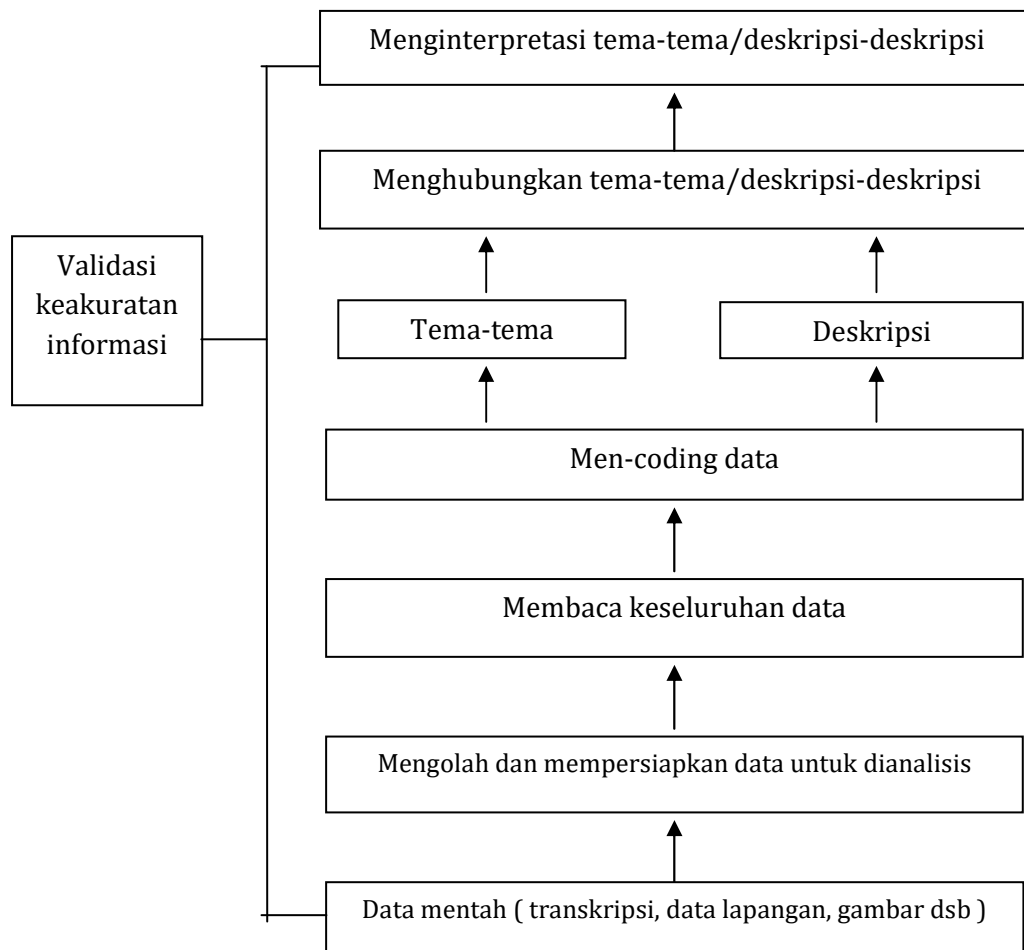 Menginterpretasi tema-tema/deskripsi-deskripsi
Menghubungkan tema-tema/deskripsi-deskripsi
Validasi
keakuratan
informasi
Tema-tema
Deskripsi
Men-coding data
Membaca keseluruhan data
Mengolah dan mempersiapkan data untuk dianalisis
Data mentah ( transkripsi, data lapangan, gambar dsb )